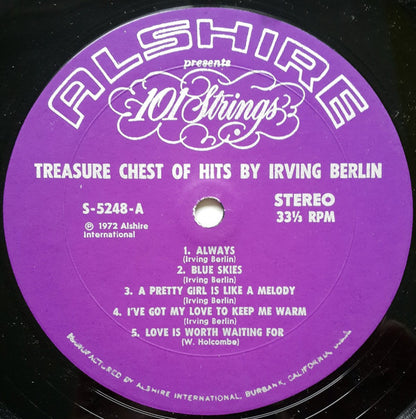 ALSHIRE
presents
101 Strings
TREASURE CHEST OF HITS BY IRVING BERLIN
S-5248-A
℗ 1972 Alshire
International
STEREO
33⅓ RPM
1. ALWAYS
(Irving Berlin)
2. BLUE SKIES
(Irving Berlin)
3. A PRETTY GIRL IS LIKE A MELODY
(Irving Berlin)
4. I'VE GOT MY LOVE TO KEEP ME WARM
(Irving Berlin)
5. LOVE IS WORTH WAITING FOR
(W. Holcombe)
MANUFACTURED BY ALSHIRE INTERNATIONAL, BURBANK, CALIFORNIA